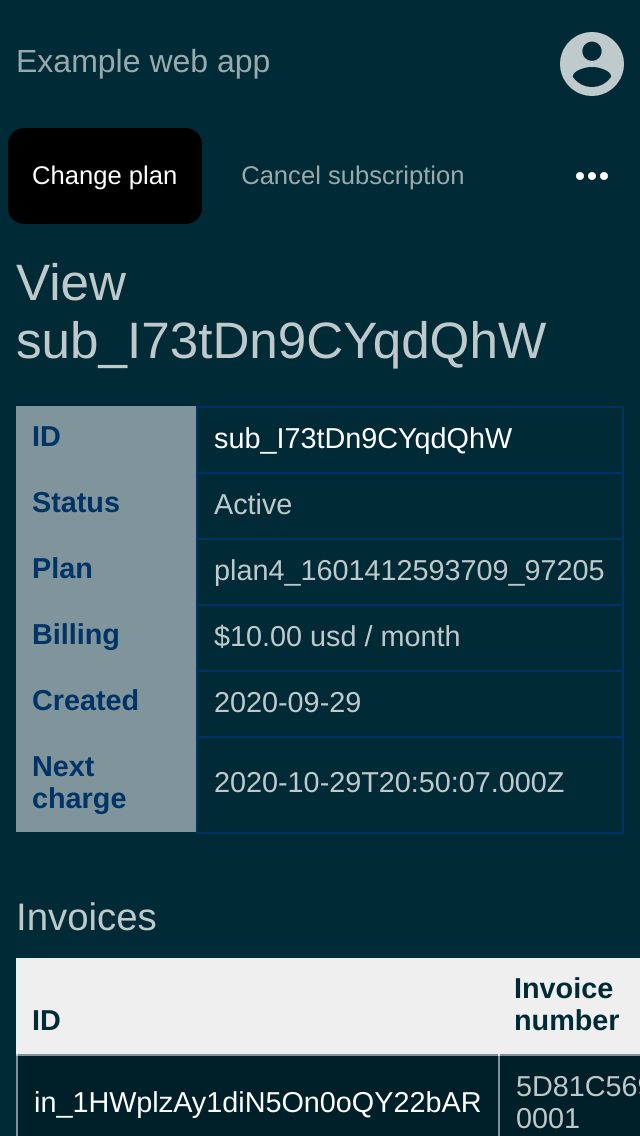 Example web app
Change plan Cancel subscription
View
sub_I73tDn9CYqdQhW
ID sub_I73tDn9CYqdQhW
Status Active
Plan plan4_1601412593709_97205
Billing $10.00 usd / month
Created 2020-09-29
Next
charge 2020-10-29T20:50:07.000Z
Invoices
ID Invoice
number
in_1HWplzAy1diN5On0oQY22bAR 5D81C56
0001